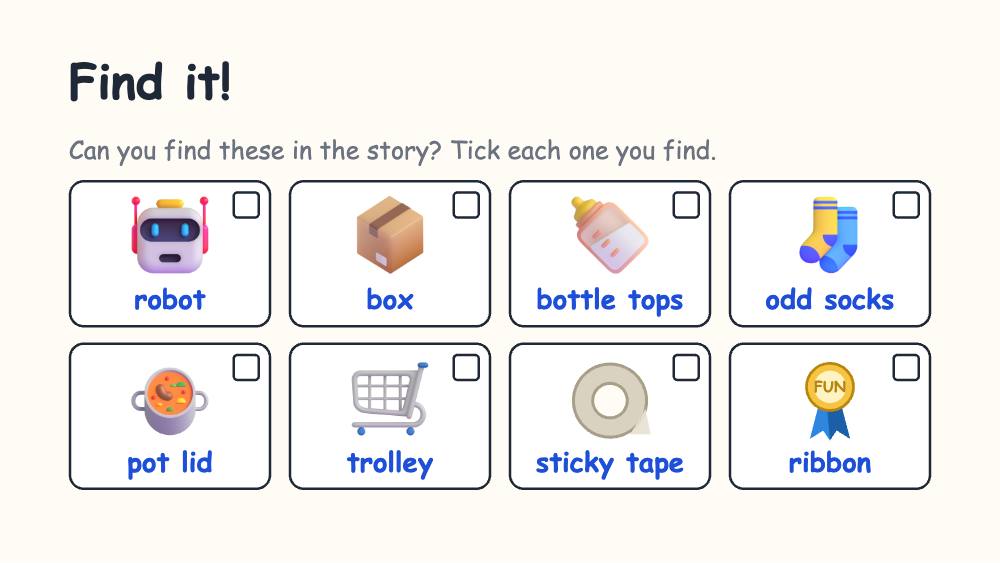 Find it!
Can you find these in the story? Tick each one you find.
robot
box
bottle tops
odd socks
FUN
pot lid
trolley
sticky tape
ribbon